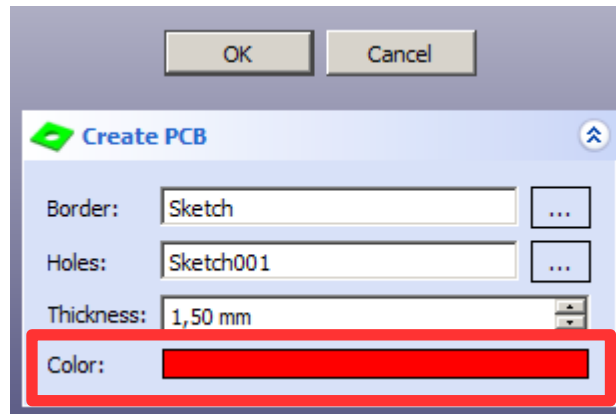 OK Cancel
Create PCB
Border: Sketch ...
Holes: Sketch001 ...
Thickness: 1,50 mm
Color: